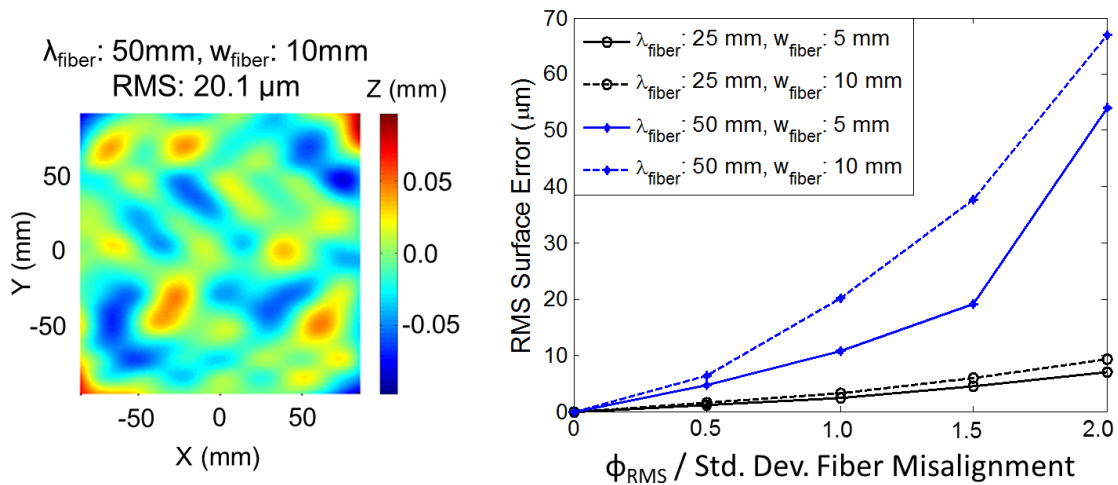 λfiber: 50mm, wfiber: 10mm
RMS: 20.1 μm
Z (mm)
50
0
-50
Y (mm)
-50
0
50
X (mm)
0.05
0.0
-0.05
70
60
50
40
30
20
10
0
RMS Surface Error (μm)
λfiber: 25 mm, wfiber: 5 mm
λfiber: 25 mm, wfiber: 10 mm
λfiber: 50 mm, wfiber: 5 mm
λfiber: 50 mm, wfiber: 10 mm
0
0.5
1.0
1.5
2.0
ϕRMS / Std. Dev. Fiber Misalignment